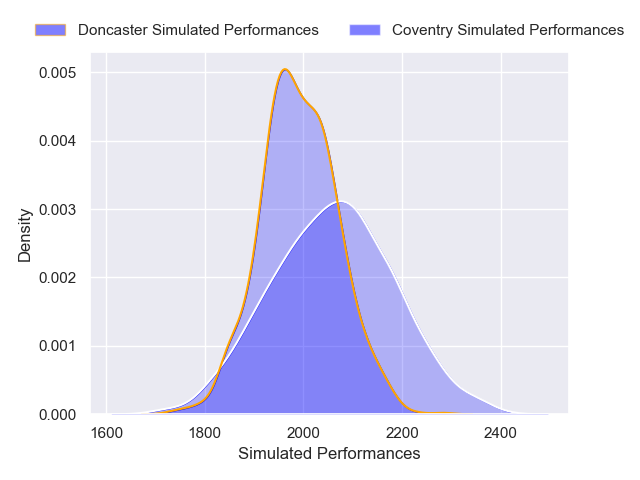 Doncaster Simulated Performances
Coventry Simulated Performances
0.005
0.004
0.003
0.002
0.001
0.000
Density
1600
1800
2000
2200
2400
Simulated Performances